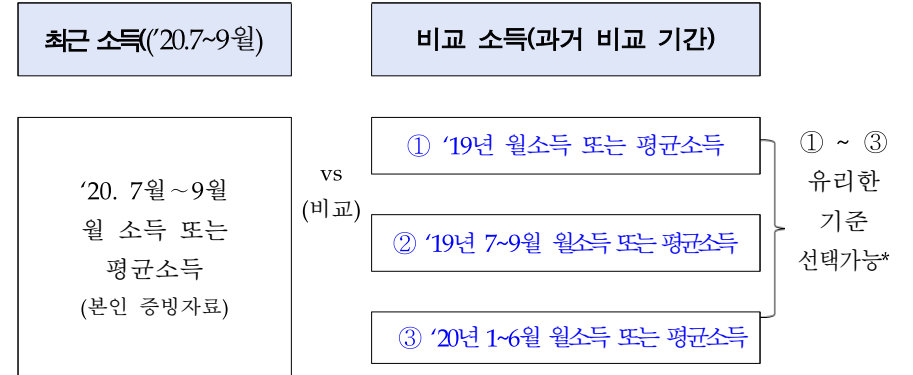 최근 소득(('20.7~9월)
비교 소득(과거 비교 기간)
'20. 7월～9월
월 소득 또는
평균소득
(본인 증빙자료)
vs
(비교)
① '19년 월소득 또는 평균소득
② '19년 7~9월 월소득 또는 평균소득
③ '20년 1~6월 월소득 또는 평균소득
① ~ ③
유리한
기준
선택가능*